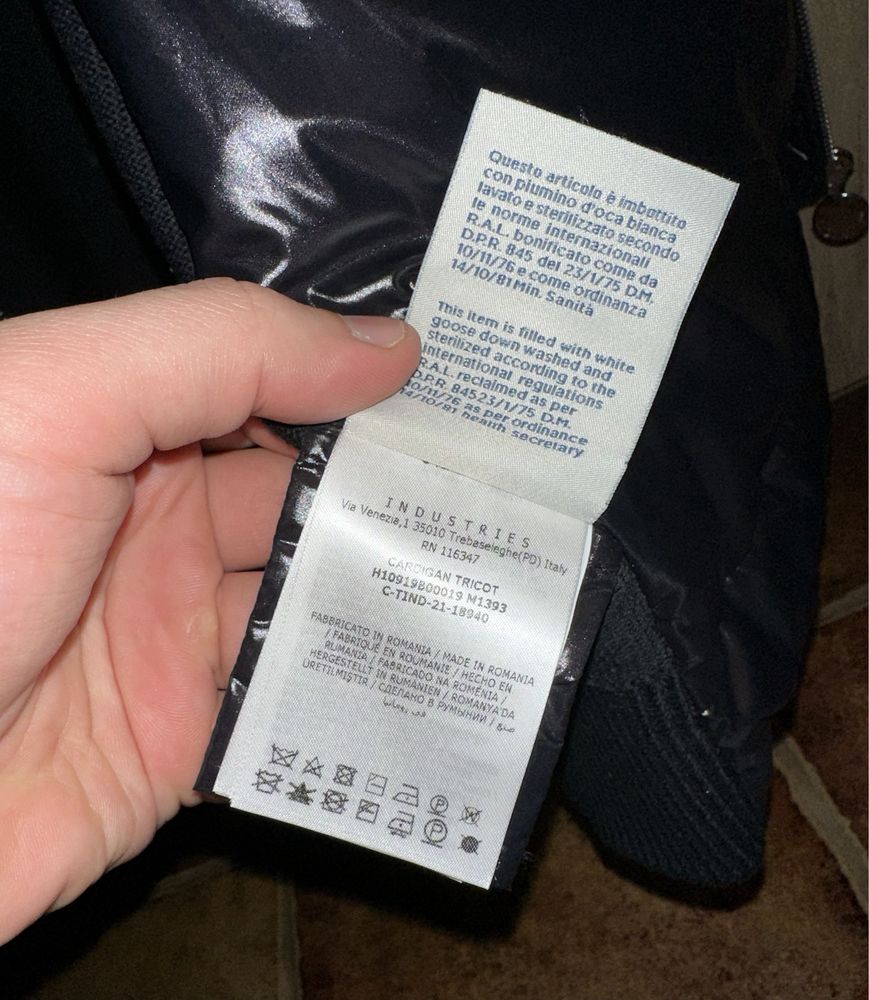 Questo articolo è imbottito
con piumino d'oca bianca
lavato e sterilizzato secondo
le norme internazionali
R.A.L. bonificato come da
D.P.R. 845 del 23/1/75 D.M.
10/11/76 e come ordinanza
14/10/81 Min. Sanità
This item is filled with white
goose down washed and
sterilized according to the
international regulations
R.A.L. reclaimed as per
D.P.R. 84523/1/75 D.M.
10/11/76 as per ordinance
14/10/81 health secretary
INDUSTRIES
Via Venezia,1 35010 Trebaseleghe(PD) Italy
RN 116347
CARDIGAN TRICOT
H10919B00019 M1393
C-TIND-21-18940
FABBRICATO IN ROMANIA / MADE IN ROMANIA
/ FABRIQUÉ EN ROUMANIE / HECHO EN
RUMANIA / FABRICADO NA ROMÉNIA /
HERGESTELLT IN RUMÄNIEN / ROMANYA'DA
ÜRETILMIŞTIR / СДЕЛАНО В РУМЫНИИ / صنع
في رومانيا
P W
P